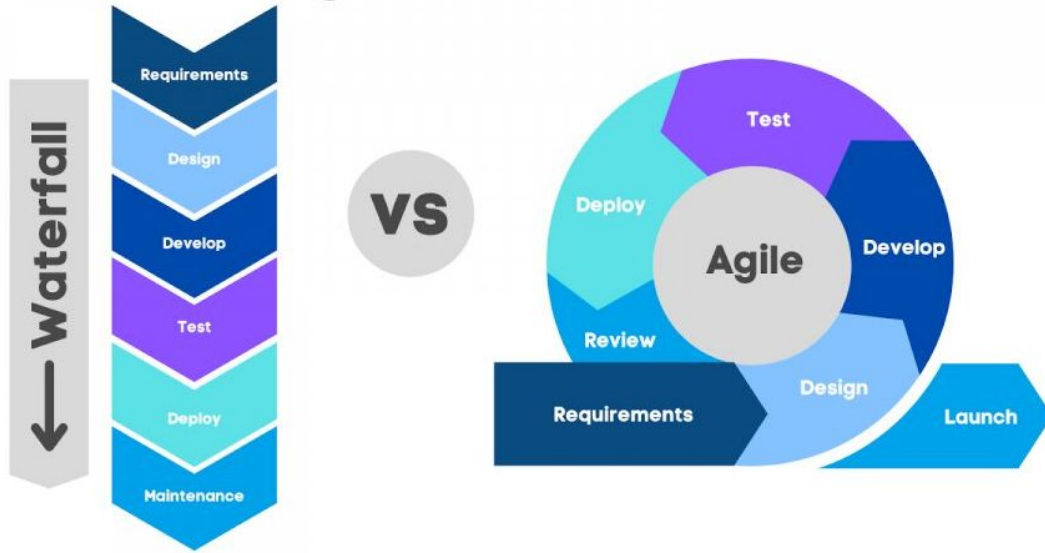 Waterfall
Requirements
Design
Develop
Test
Deploy
Maintenance
VS
Agile
Test
Develop
Design
Deploy
Review
Requirements
Launch